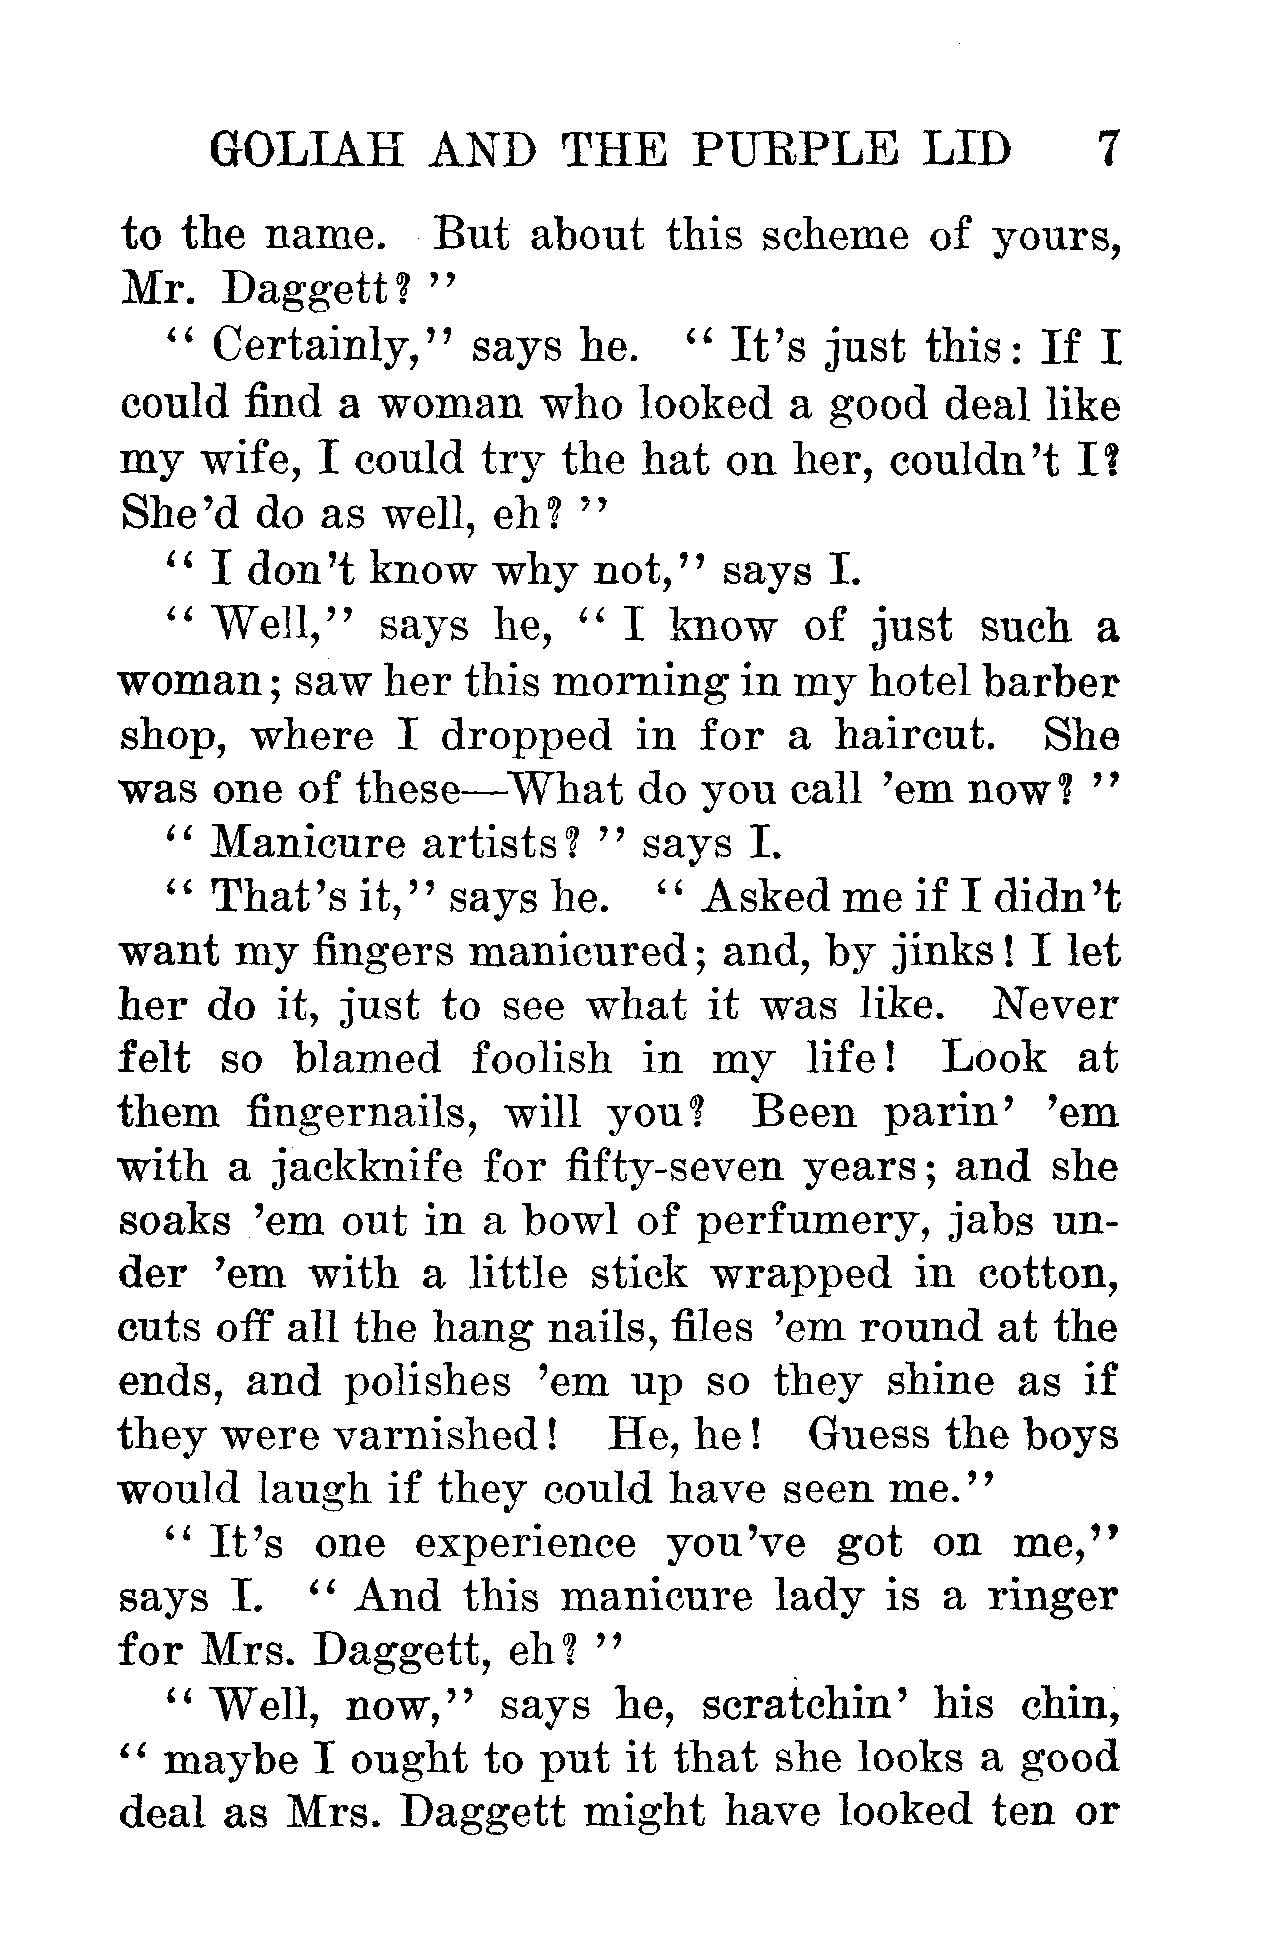 GOLIAH AND THE PURPLE LID 7
to the name. But about this scheme of yours,
Mr. Daggett? ”
“ Certainly,” says he. “ It’s just this: If I
could find a woman who looked a good deal like
my wife, I could try the hat on her, couldn’t I?
She’d do as well, eh? ”
“ I don’t know why not,” says I.
“ Well,” says he, “ I know of just such a
woman; saw her this morning in my hotel barber
shop, where I dropped in for a haircut. She
was one of these—What do you call ’em now? ”
“ Manicure artists? ” says I.
“ That’s it,” says he. “ Asked me if I didn’t
want my fingers manicured; and, by jinks! I let
her do it, just to see what it was like. Never
felt so blamed foolish in my life! Look at
them fingernails, will you? Been parin’ ’em
with a jackknife for fifty-seven years; and she
soaks ’em out in a bowl of perfumery, jabs un-
der ’em with a little stick wrapped in cotton,
cuts off all the hang nails, files ’em round at the
ends, and polishes ’em up so they shine as if
they were varnished! He, he! Guess the boys
would laugh if they could have seen me.”
“ It’s one experience you’ve got on me,”
says I. “ And this manicure lady is a ringer
for Mrs. Daggett, eh? ”
“ Well, now,” says he, scratchin’ his chin,
“ maybe I ought to put it that she looks a good
deal as Mrs. Daggett might have looked ten or